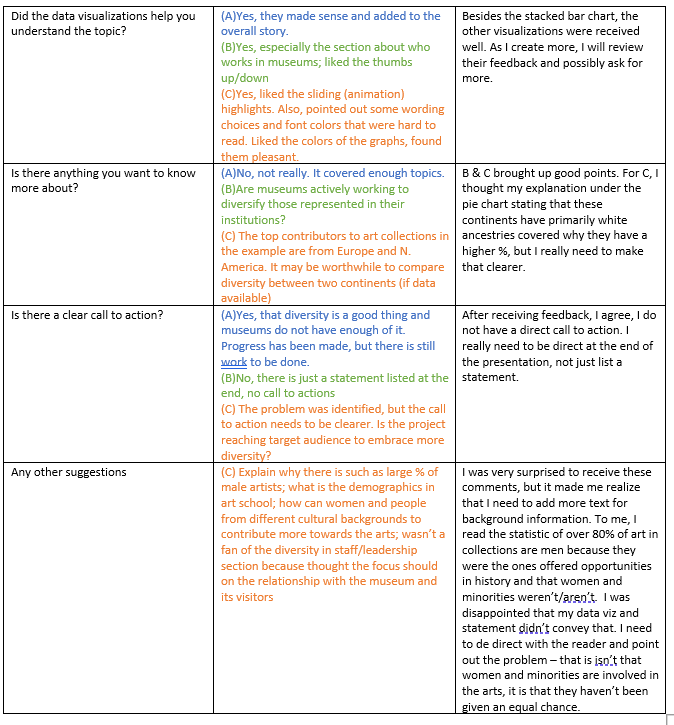 Did the data visualizations help you
understand the topic?
(A)Yes, they made sense and added to the
overall story.
(B)Yes, especially the section about who
works in museums; liked the thumbs
up/down
(C)Yes, liked the sliding (animation)
highlights. Also, pointed out some wording
choices and font colors that were hard to
read. Liked the colors of the graphs, found
them pleasant.
Besides the stacked bar chart, the
other visualizations were received
well. As I create more, I will review
their feedback and possibly ask for
more.
Is there anything you want to know
more about?
(A)No, not really. It covered enough topics.
(B)Are museums actively working to
diversify those represented in their
institutions?
(C) The top contributors to art collections in
the example are from Europe and N.
America. It may be worthwhile to compare
diversity between two continents (if data
available)
B & C brought up good points. For C, I
thought my explanation under the
pie chart stating that these
continents have primarily white
ancestries covered why they have a
higher %, but I really need to make
that clearer.
Is there a clear call to action?
(A)Yes, that diversity is a good thing and
museums do not have enough of it.
Progress has been made, but there is still
work to be done.
(B)No, there is just a statement listed at the
end, no call to actions
(C) The problem was identified, but the call
to action needs to be clearer. Is the project
reaching target audience to embrace more
diversity?
After receiving feedback, I agree, I do
not have a direct call to action. I
really need to be direct at the end of
the presentation, not just list a
statement.
Any other suggestions
(C) Explain why there is such as large % of
male artists; what is the demographics in
art school; how can women and people
from different cultural backgrounds to
contribute more towards the arts; wasn't a
fan of the diversity in staff/leadership
section because thought the focus should
on the relationship with the museum and
its visitors
I was very surprised to receive these
comments, but it made me realize
that I need to add more text for
background information. To me, I
read the statistic of over 80% of art in
collections are men because they
were the ones offered opportunities
in history and that women and
minorities weren't/aren't. I was
disappointed that my data viz and
statement didn't convey that. I need
to de direct with the reader and point
out the problem – that is isn't that
women and minorities are involved in
the arts, it is that they haven't been
given an equal chance.